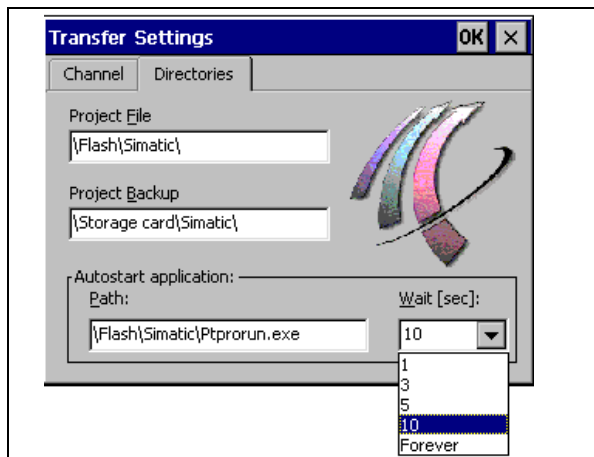 Transfer Settings OK ×
Channel Directories
Project File
\Flash\Simatic\
Project Backup
\Storage card\Simatic\
Autostart application:
Path: Wait [sec]:
\Flash\Simatic\Ptprorun.exe 10
1
3
5
10
Forever